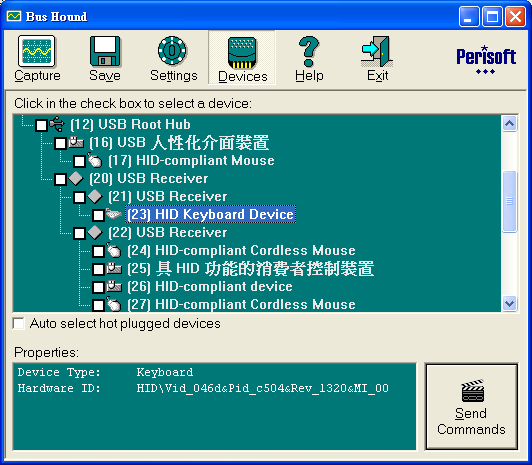 Bus Hound
Capture
Save
Settings
Devices
Help
Exit
Perisoft
Click in the check box to select a device:
(12) USB Root Hub
(16) USB 人性化介面裝置
(17) HID-compliant Mouse
(20) USB Receiver
(21) USB Receiver
(23) HID Keyboard Device
(22) USB Receiver
(24) HID-compliant Cordless Mouse
(25) 具 HID 功能的消費者控制裝置
(26) HID-compliant device
(27) HID-compliant Cordless Mouse
Auto select hot plugged devices
Properties:
Device Type: Keyboard
Hardware ID: HID\Vid_046d&Pid_c504&Rev_1320&MI_00
Send
Commands